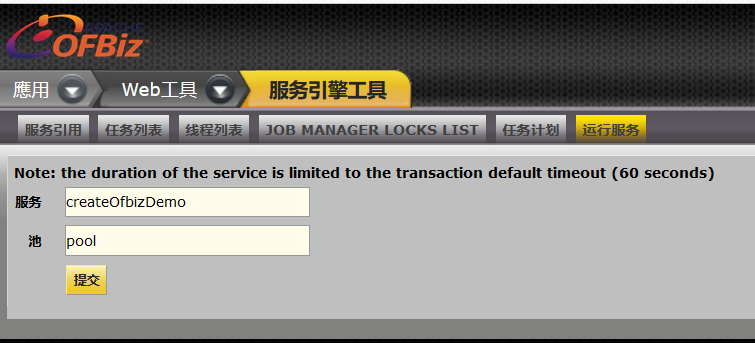 APACHE
OFBiz
應用 Web工具 服务引擎工具
服务引用 任务列表 线程列表 JOB MANAGER LOCKS LIST 任务计划 运行服务
Note: the duration of the service is limited to the transaction default timeout (60 seconds)
服务 createOfbizDemo
池 pool
提交